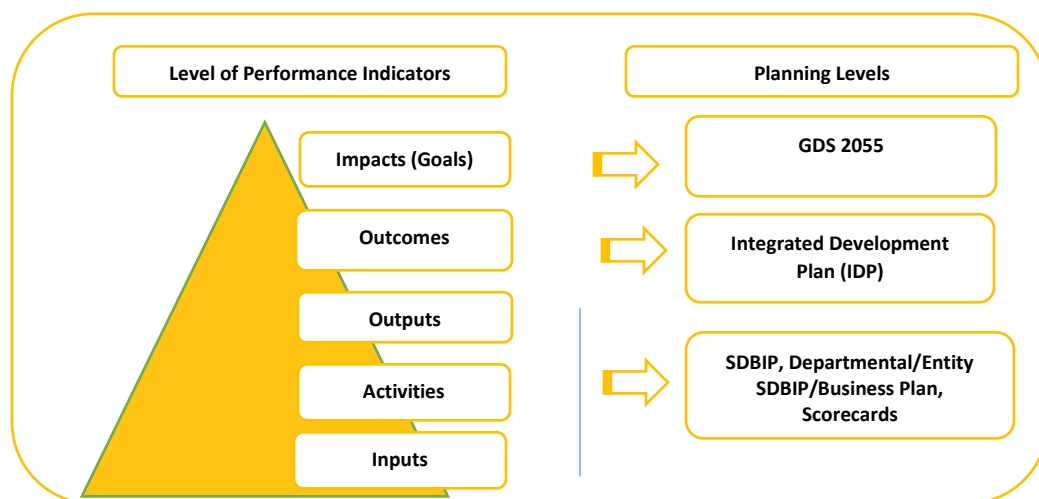 Level of Performance Indicators
Planning Levels
Impacts (Goals)
GDS 2055
Outcomes
Integrated Development
Plan (IDP)
Outputs
Activities
Inputs
SDBIP, Departmental/Entity
SDBIP/Business Plan,
Scorecards